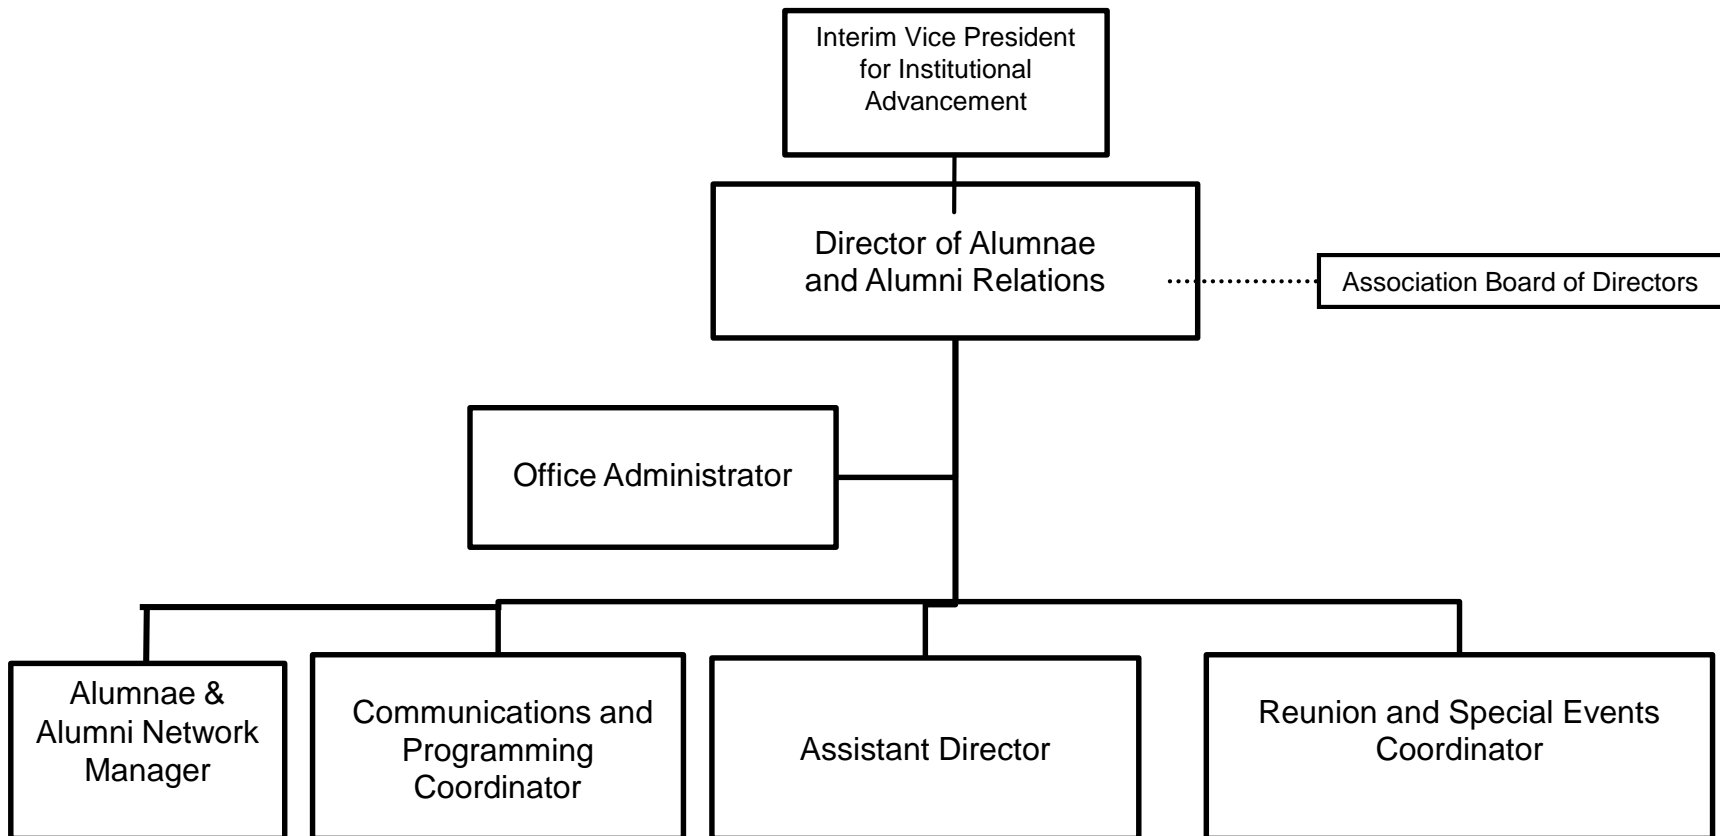 Interim Vice President
for Institutional
Advancement
Director of Alumnae
and Alumni Relations
Association Board of Directors
Office Administrator
Alumnae &
Alumni Network
Manager
Communications and
Programming
Coordinator
Assistant Director
Reunion and Special Events
Coordinator